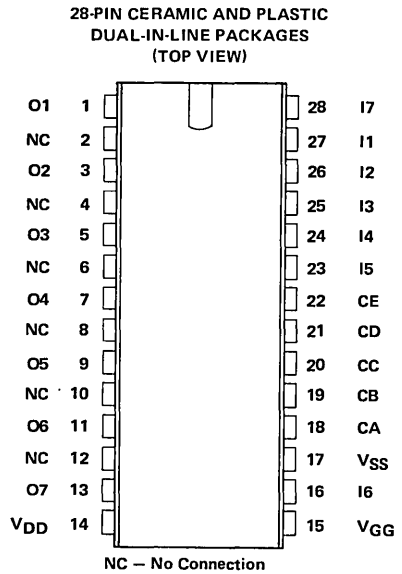 28-PIN CERAMIC AND PLASTIC
DUAL-IN-LINE PACKAGES
(TOP VIEW)
O1 1 28 I7
NC 2 27 I1
O2 3 26 I2
NC 4 25 I3
O3 5 24 I4
NC 6 23 I5
O4 7 22 CE
NC 8 21 CD
O5 9 20 CC
NC 10 19 CB
O6 11 18 CA
NC 12 17 VSS
O7 13 16 I6
VDD 14 15 VGG
NC — No Connection